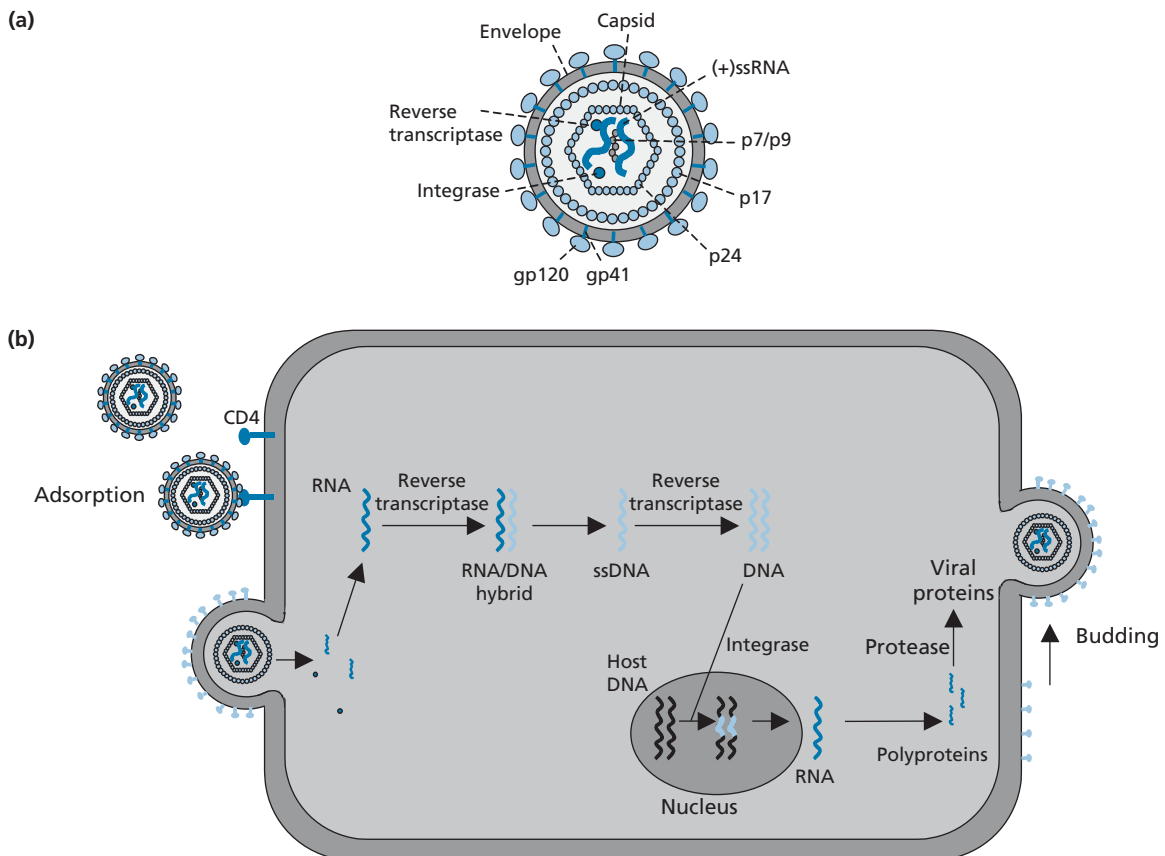 (a)
Capsid
Envelope
(+)ssRNA
Reverse
transcriptase
p7/p9
Integrase
p17
p24
gp120
gp41
(b)
CD4
Adsorption
RNA
Reverse
transcriptase
Reverse
transcriptase
RNA/DNA
hybrid
ssDNA
DNA
Viral
proteins
Integrase
Protease
Budding
Host
DNA
Polyproteins
RNA
Nucleus